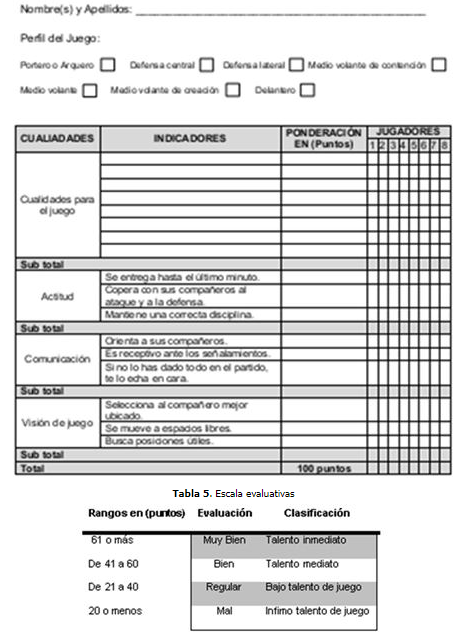 Nombre(s) y Apellidos:
Perfil del Juego:
Portero o Arquero Defensa central Defensa lateral Medio volante de contención
Medio volante Medio volante de creación Delantero
CUALIADADES INDICADORES PONDERACIÓN EN (Puntos) JUGADORES
1 2 3 4 5 6 7 8
Cualidades para
el juego
Sub total
Actitud
Se entrega hasta el último minuto.
Copera con sus compañeros al
ataque y a la defensa.
Mantiene una correcta disciplina.
Sub total
Comunicación
Orienta a sus compañeros.
Es receptivo ante los señalamientos.
Si no lo has dado todo en el partido,
te lo echa en cara.
Sub total
Visión de juego
Selecciona al compañero mejor
ubicado.
Se mueve a espacios libres.
Busca posiciones útiles.
Sub total
Total 100 puntos
Tabla 5. Escala evaluativas
Rangos en (puntos) Evaluación Clasificación
61 o más Muy Bien Talento inmediato
De 41 a 60 Bien Talento mediato
De 21 a 40 Regular Bajo talento de juego
20 o menos Mal Infimo talento de juego